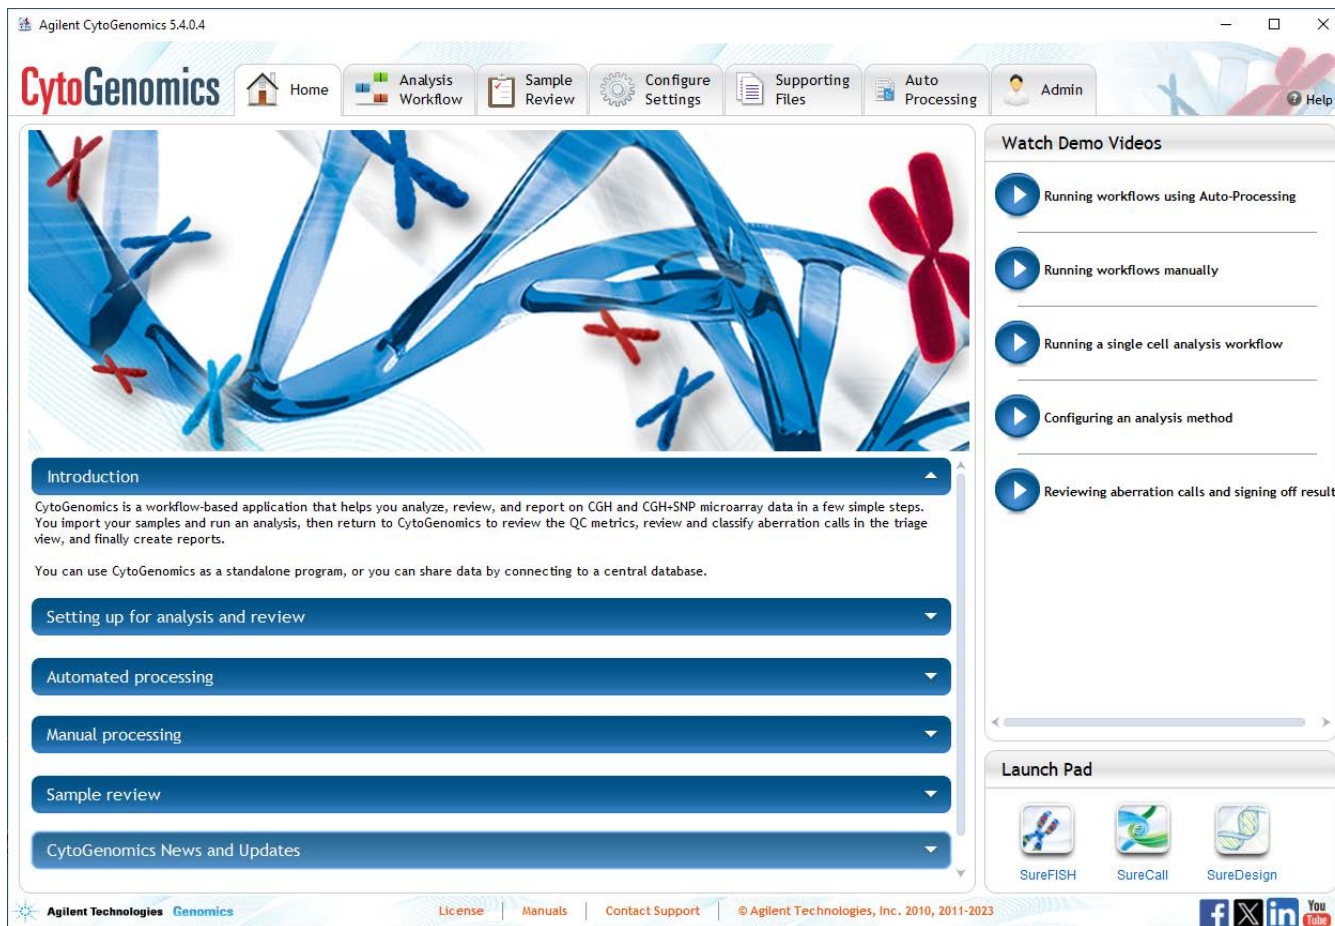 Agilent CytoGenomics 5.4.0.4
CytoGenomics
Home
Analysis
Workflow
Sample
Review
Configure
Settings
Supporting
Files
Auto
Processing
Admin
Help
Watch Demo Videos
Running workflows using Auto-Processing
Running workflows manually
Running a single cell analysis workflow
Configuring an analysis method
Reviewing aberration calls and signing off result
Introduction
CytoGenomics is a workflow-based application that helps you analyze, review, and report on CGH and CGH+SNP microarray data in a few simple steps.
You import your samples and run an analysis, then return to CytoGenomics to review the QC metrics, review and classify aberration calls in the triage
view, and finally create reports.
You can use CytoGenomics as a standalone program, or you can share data by connecting to a central database.
Setting up for analysis and review
Automated processing
Manual processing
Sample review
CytoGenomics News and Updates
Launch Pad
SureFISH
SureCall
SureDesign
Agilent Technologies Genomics
License
Manuals
Contact Support
© Agilent Technologies, Inc. 2010, 2011-2023
f
X
in
You
Tube